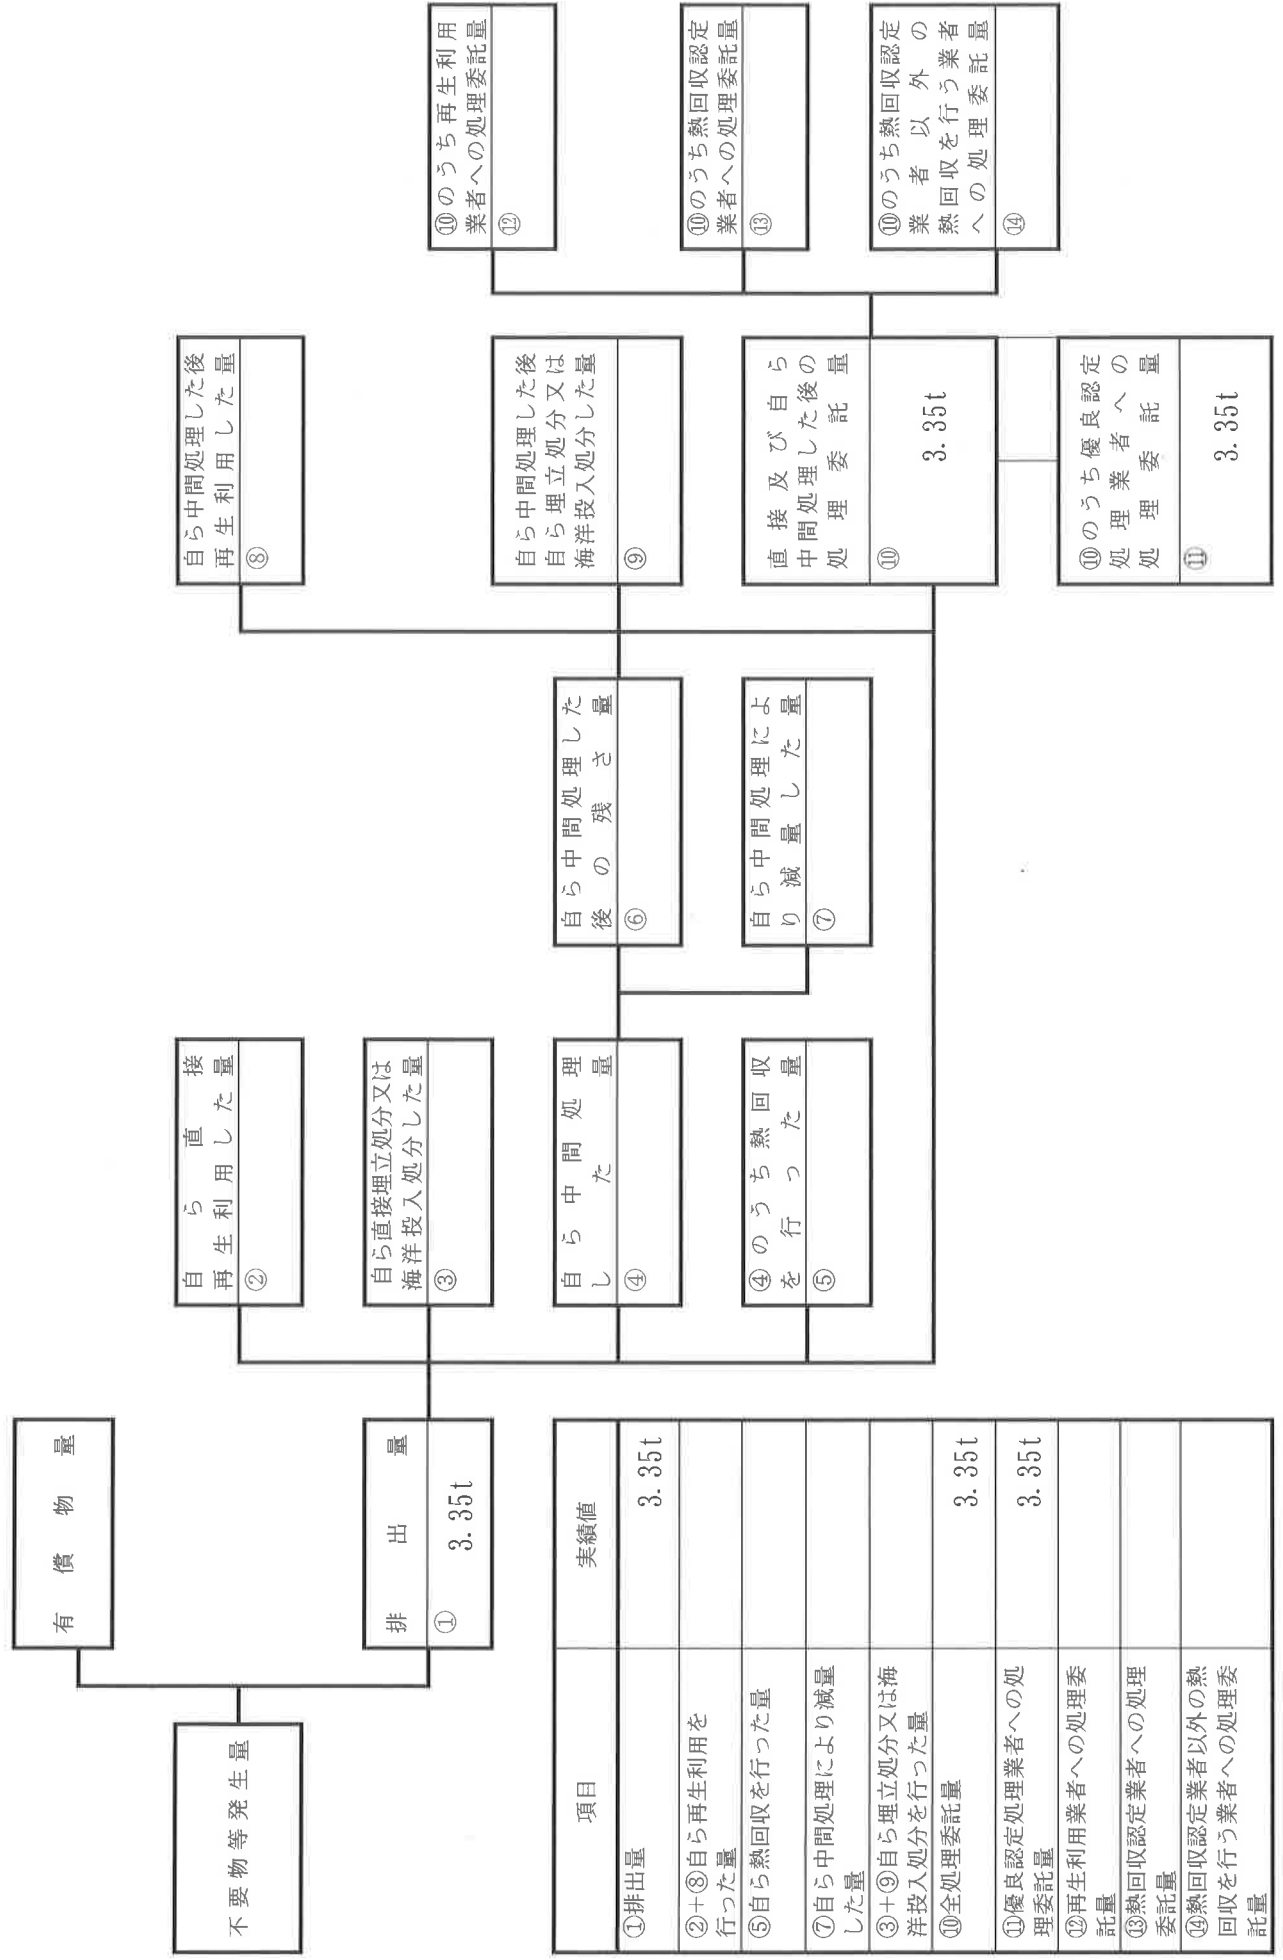 不要物等発生量
有償物量
排出量
①
3.35t
自ら直接
再生利用した量
②
自ら直接埋立処分又は
海洋投入処分した量
③
自ら中間処理
した量
④
④のうち熱回収
を行った量
⑤
自ら中間処理した
後の残さ量
⑥
自ら中間処理によ
り減量した量
⑦
自ら中間処理した後
再生利用した量
⑧
自ら中間処理した後
自ら埋立処分又は
海洋投入処分した量
⑨
直接及び自ら
中間処理した後の
処理委託量
⑩
3.35t
⑩のうち優良認定
処理業者への
処理委託量
⑪
3.35t
⑩のうち再生利用
業者への処理委託量
⑫
⑩のうち熱回収認定
業者への処理委託量
⑬
⑩のうち熱回収認定
業者以外の
熱回収を行う業者
への処理委託量
⑭
項目 実績値
①排出量 3.35t
②+⑧自ら再生利用を
行った量
⑤自ら熱回収を行った量
⑦自ら中間処理により減量
した量
③+⑨自ら埋立処分又は海
洋投入処分を行った量
⑩全処理委託量 3.35t
⑪優良認定処理業者への処
理委託量 3.35t
⑫再生利用業者への処理委
託量
⑬熱回収認定業者への処理
委託量
⑭熱回収認定業者以外の熱
回収を行う業者への処理委
託量